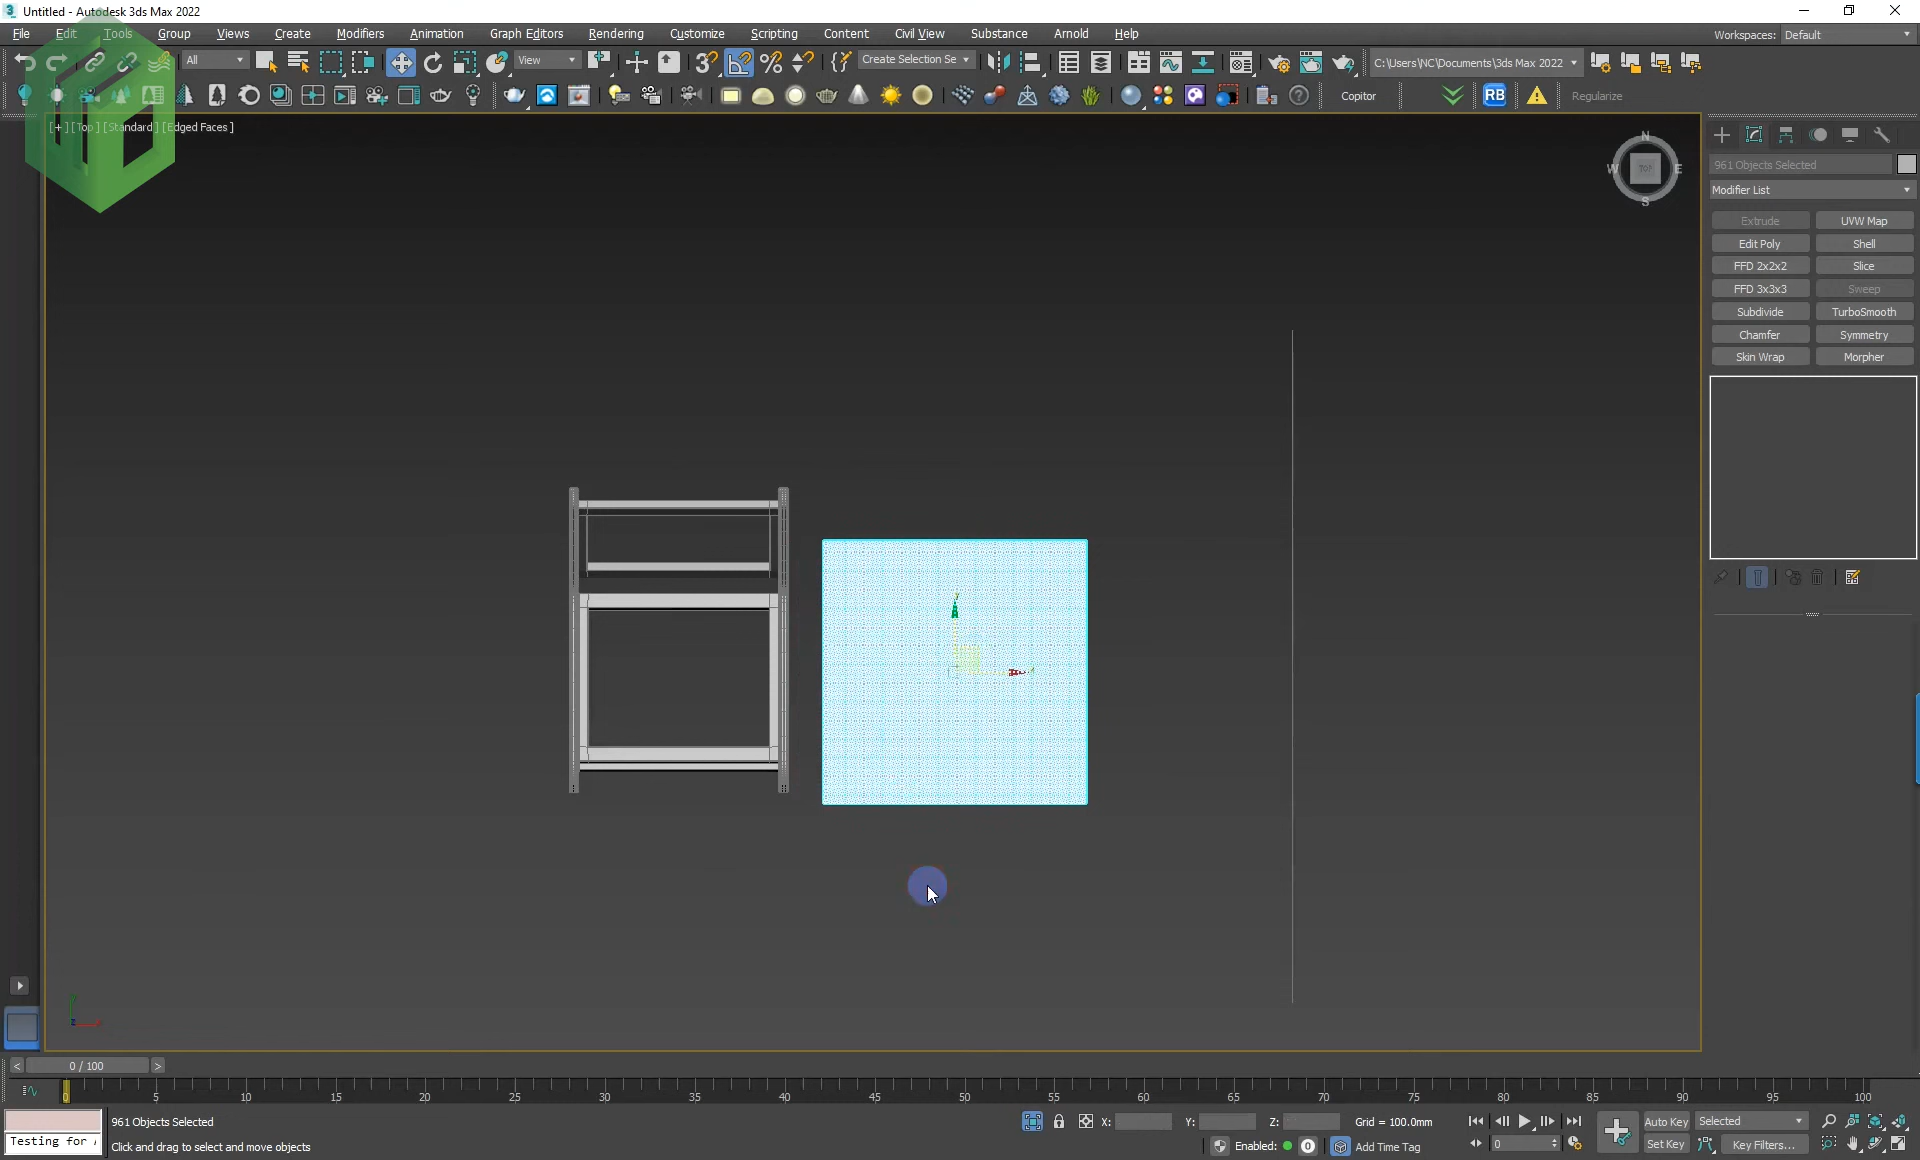 Untitled - Autodesk 3ds Max 2022
File Edit Tools Group Views Create Modifiers Animation Graph Editors Rendering Customize Scripting Content Civil View Substance Arnold Help
Workspaces: Default
All View Create Selection Se C:\Users\NC\Documents\3ds Max 2022
Copitor RB Regularize
[+] [Top] [Standard] [Edged Faces]
N
W TOP E
S
961 Objects Selected
Modifier List
Extrude UVW Map
Edit Poly Shell
FFD 2x2x2 Slice
FFD 3x3x3 Sweep
Subdivide TurboSmooth
Chamfer Symmetry
Skin Wrap Morpher
y
x
< 0 / 100 >
0 5 10 15 20 25 30 35 40 45 50 55 60 65 70 75 80 85 90 95 100
961 Objects Selected X: Y: Z: Grid = 100.0mm Auto Key Selected
Testing for Click and drag to select and move objects Enabled: 0 Add Time Tag 0 Set Key Key Filters...